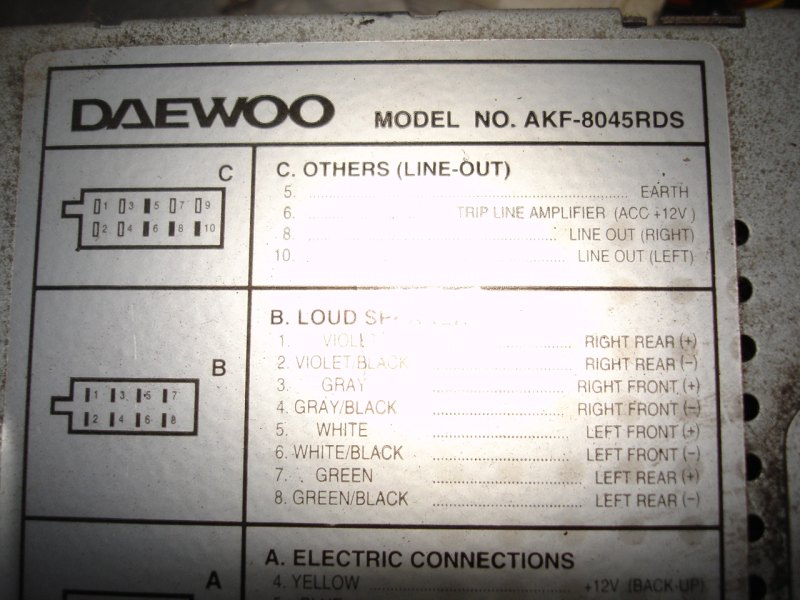 DAEWOO MODEL NO. AKF-8045RDS
C
1 3 5 7 9
2 4 6 8 10
C. OTHERS (LINE-OUT)
5. EARTH
6. TRIP LINE AMPLIFIER (ACC +12V)
8. LINE OUT (RIGHT)
10. LINE OUT (LEFT)
B
1 3 5 7
2 4 6 8
B. LOUD
1. VIOLET RIGHT REAR (+)
2. VIOLET/BLACK RIGHT REAR (-)
3. GRAY RIGHT FRONT (+)
4. GRAY/BLACK RIGHT FRONT (-)
5. WHITE LEFT FRONT (+)
6. WHITE/BLACK LEFT FRONT (-)
7. GREEN LEFT REAR (+)
8. GREEN/BLACK LEFT REAR (-)
A
A. ELECTRIC CONNECTIONS
4. YELLOW +12V (BACK-UP)